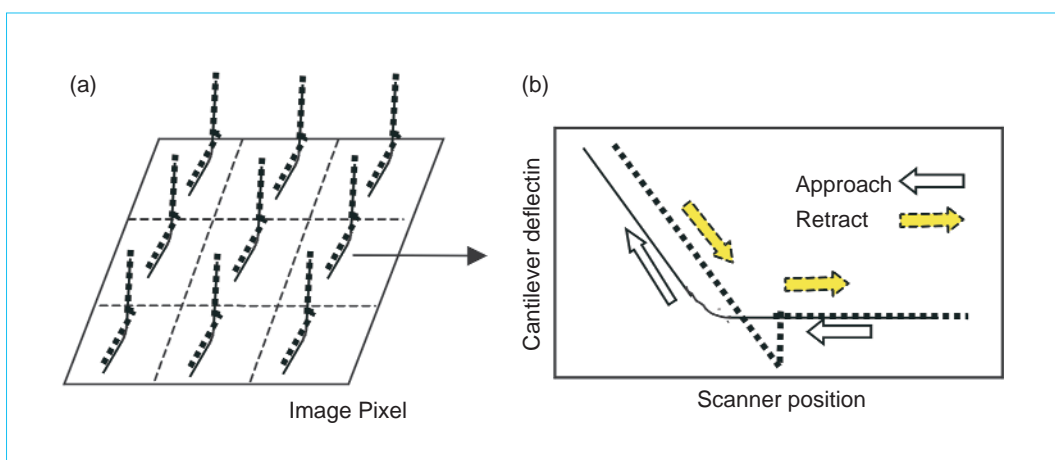 (a)
Image Pixel
(b)
Cantilever deflectin
Approach
Retract
Scanner position